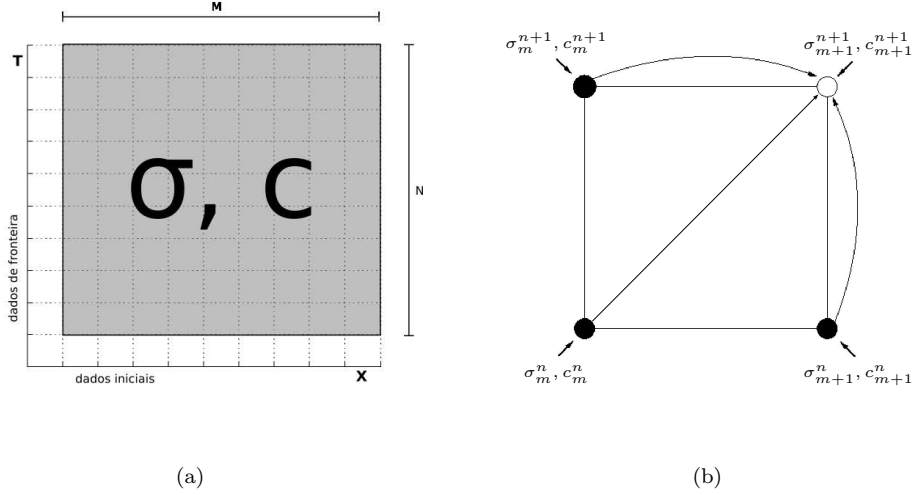 M
T
σ, c
N
dados de fronteira
dados iniciais
X
(a)
σ_m^{n+1}, c_m^{n+1}
σ_{m+1}^{n+1}, c_{m+1}^{n+1}
σ_m^n, c_m^n
σ_{m+1}^n, c_{m+1}^n
(b)